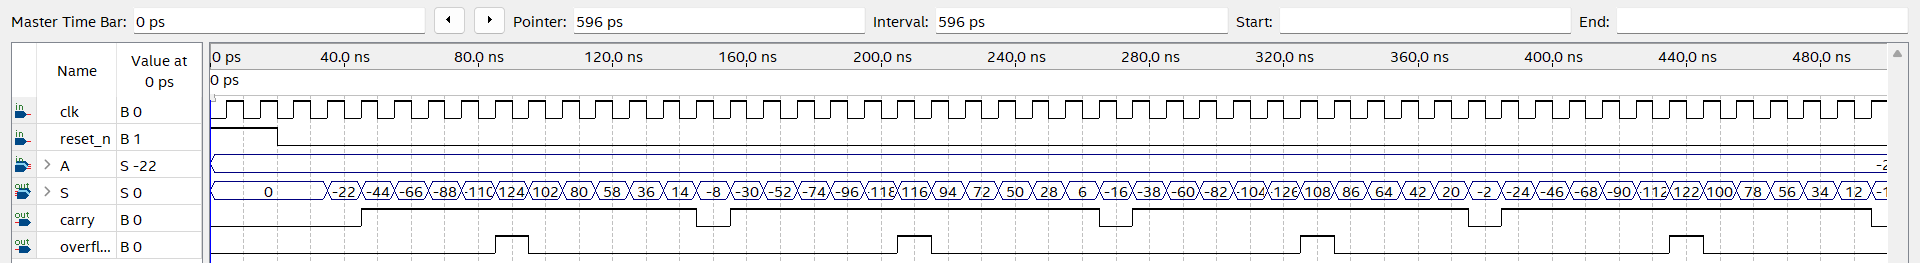 Master Time Bar: 0 ps Pointer: 596 ps Interval: 596 ps Start: End:
Name Value at 0 ps
0 ps 40.0 ns 80.0 ns 120.0 ns 160.0 ns 200.0 ns 240.0 ns 280.0 ns 320.0 ns 360.0 ns 400.0 ns 440.0 ns 480.0 ns
0 ps
in clk B 0
in reset_n B 1
in A S -22 -2
out S S 0 0 -22 -44 -66 -88 -110 124 102 80 58 36 14 -8 -30 -52 -74 -96 -118 116 94 72 50 28 6 -16 -38 -60 -82 -104 -126 108 86 64 42 20 -2 -24 -46 -68 -90 -112 122 100 78 56 34 12 -1
out carry B 0
out overfl... B 0